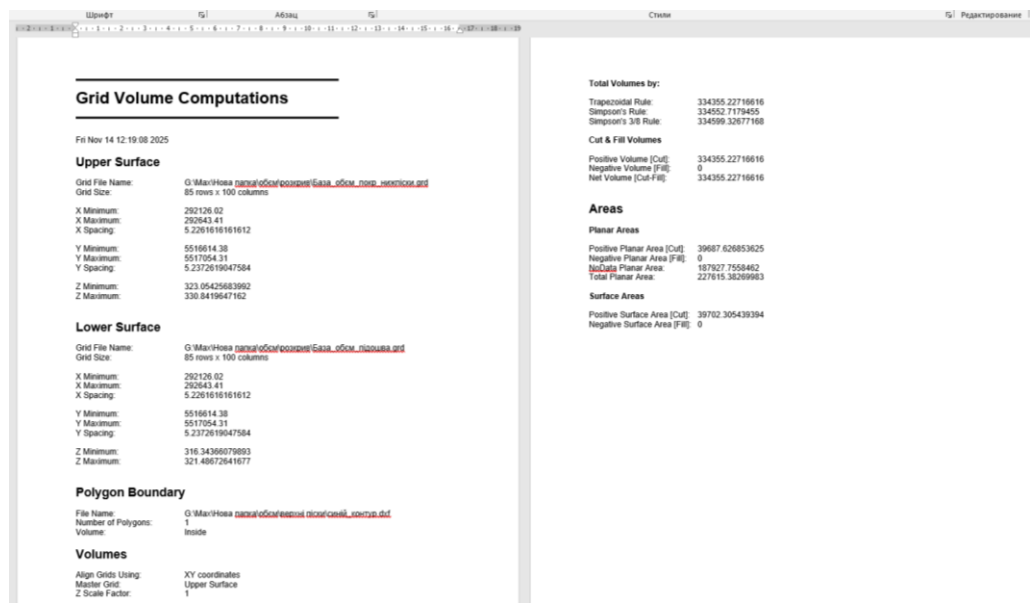 Шрифт
Абзац
Стили
Редактирование
Grid Volume Computations
Fri Nov 14 12:19:08 2025
Upper Surface
Grid File Name: G:\Max\Нова папка\обєм\розкрив\База_обєм_покр_нижпіски.grd
Grid Size: 85 rows x 100 columns
X Minimum: 292126.02
X Maximum: 292643.41
X Spacing: 5.2261616161612
Y Minimum: 5516614.38
Y Maximum: 5517054.31
Y Spacing: 5.2372619047584
Z Minimum: 323.05425683992
Z Maximum: 330.8419647162
Lower Surface
Grid File Name: G:\Max\Нова папка\обєм\розкрив\База_обєм_підошва.grd
Grid Size: 85 rows x 100 columns
X Minimum: 292126.02
X Maximum: 292643.41
X Spacing: 5.2261616161612
Y Minimum: 5516614.38
Y Maximum: 5517054.31
Y Spacing: 5.2372619047584
Z Minimum: 316.34366079893
Z Maximum: 321.48672641677
Polygon Boundary
File Name: G:\Max\Нова папка\обєм\верхні піски\синій_контур.dxf
Number of Polygons: 1
Volume: Inside
Volumes
Align Grids Using: XY coordinates
Master Grid: Upper Surface
Z Scale Factor: 1
Total Volumes by:
Trapezoidal Rule: 334355.22716616
Simpson's Rule: 334552.7179455
Simpson's 3/8 Rule: 334599.32677168
Cut & Fill Volumes
Positive Volume [Cut]: 334355.22716616
Negative Volume [Fill]: 0
Net Volume [Cut-Fill]: 334355.22716616
Areas
Planar Areas
Positive Planar Area [Cut]: 39687.626853625
Negative Planar Area [Fill]: 0
NoData Planar Area: 187927.7558462
Total Planar Area: 227615.38269983
Surface Areas
Positive Surface Area [Cut]: 39702.305439394
Negative Surface Area [Fill]: 0